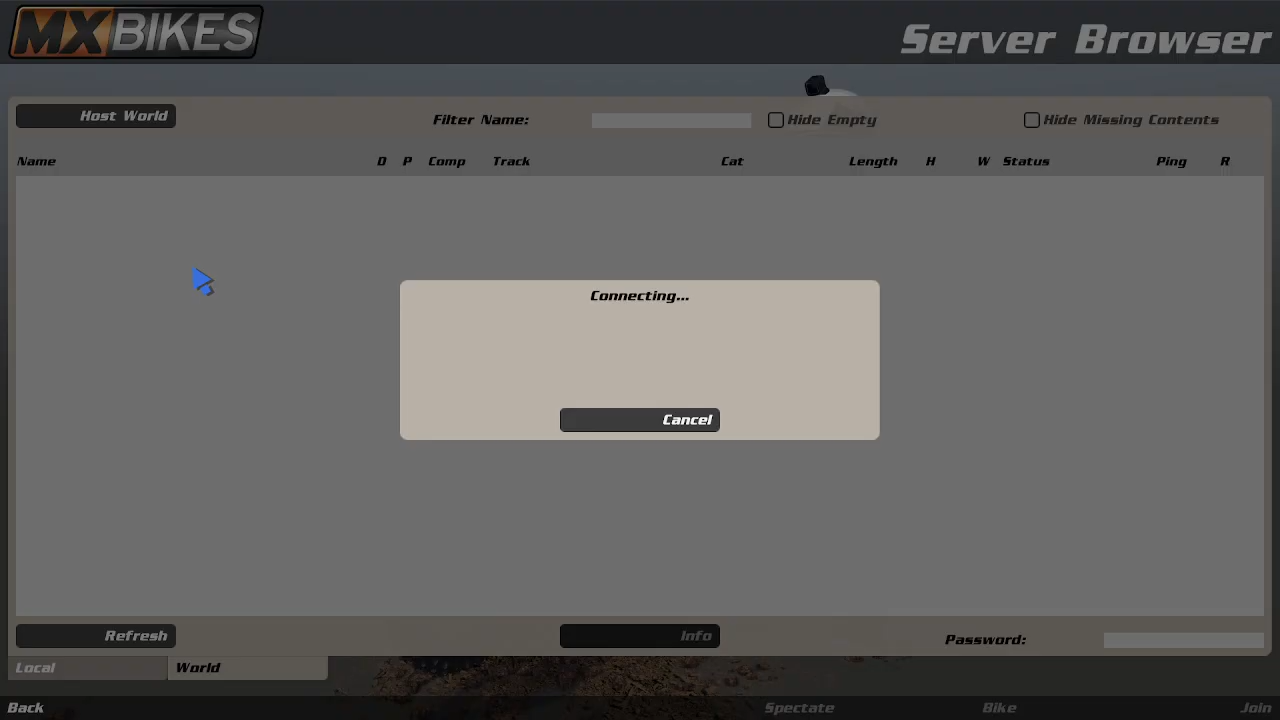 MXBIKES
Server Browser
Host World
Filter Name:
Hide Empty
Hide Missing Contents
Name D P Comp Track Cat Length H W Status Ping R
Connecting...
Cancel
Refresh
Info
Password:
Local
World
Back
Spectate
Bike
Join